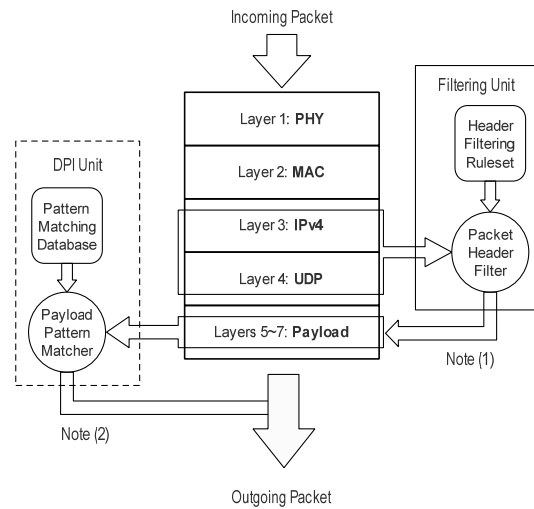 Incoming Packet
Filtering Unit
Layer 1: PHY
Header
Filtering
Ruleset
DPI Unit
Layer 2: MAC
Pattern
Matching
Database
Layer 3: IPv4
Packet
Header
Filter
Layer 4: UDP
Payload
Pattern
Matcher
Layers 5~7: Payload
Note (1)
Note (2)
Outgoing Packet